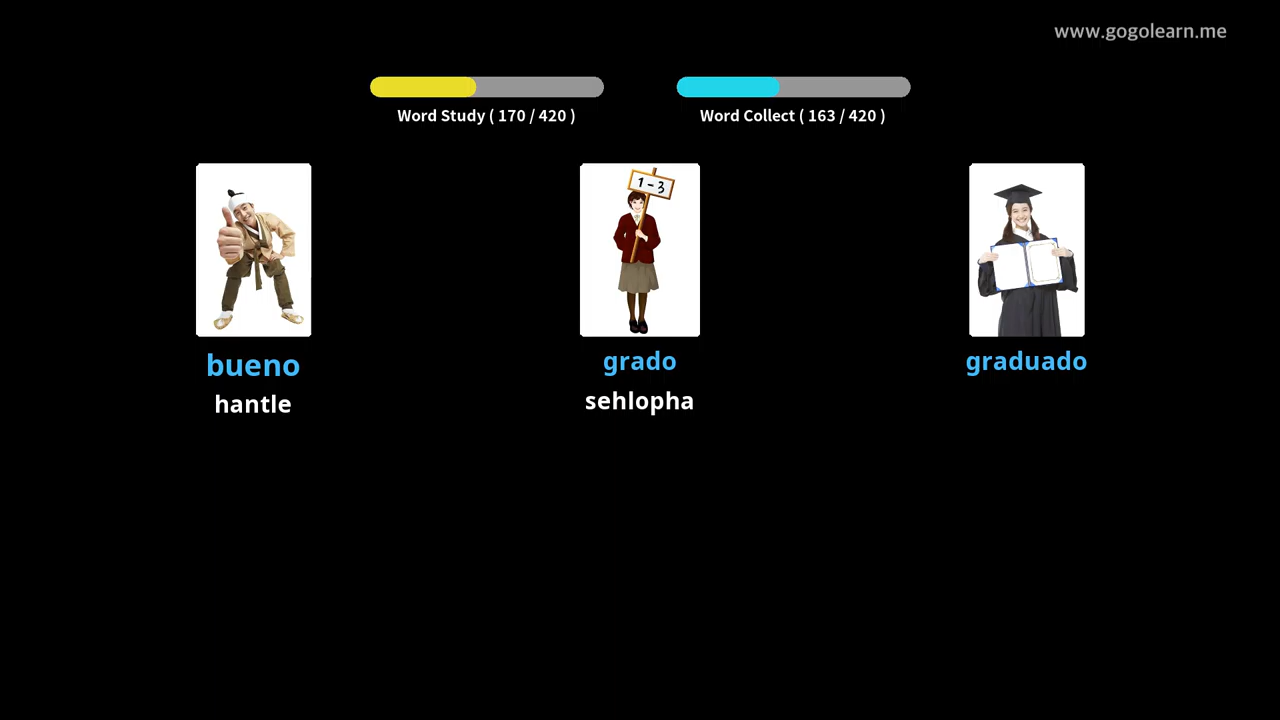 www.gogolearn.me
Word Study ( 170 / 420 )
Word Collect ( 163 / 420 )
1 - 3
bueno
grado
graduado
hantle
sehlopha